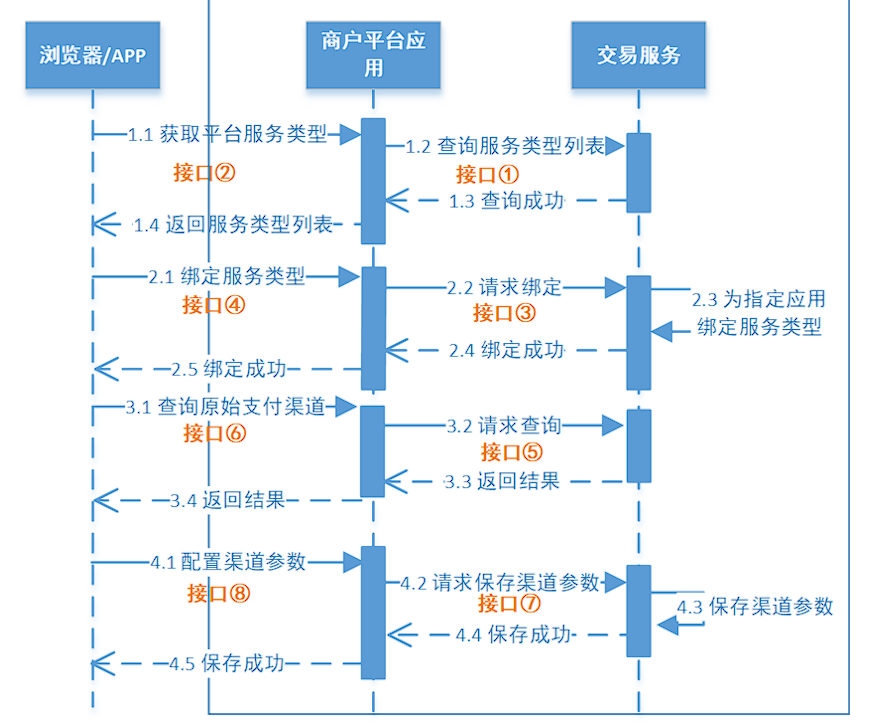 浏览器/APP
商户平台应
用
交易服务
1.1 获取平台服务类型
接口②
1.2 查询服务类型列表
接口①
1.3 查询成功
1.4 返回服务类型列表
2.1 绑定服务类型
接口④
2.2 请求绑定
接口③
2.3 为指定应用
绑定服务类型
2.4 绑定成功
2.5 绑定成功
3.1 查询原始支付渠道
接口⑥
3.2 请求查询
接口⑤
3.3 返回结果
3.4 返回结果
4.1 配置渠道参数
接口⑧
4.2 请求保存渠道参数
接口⑦
4.3 保存渠道参数
4.4 保存成功
4.5 保存成功